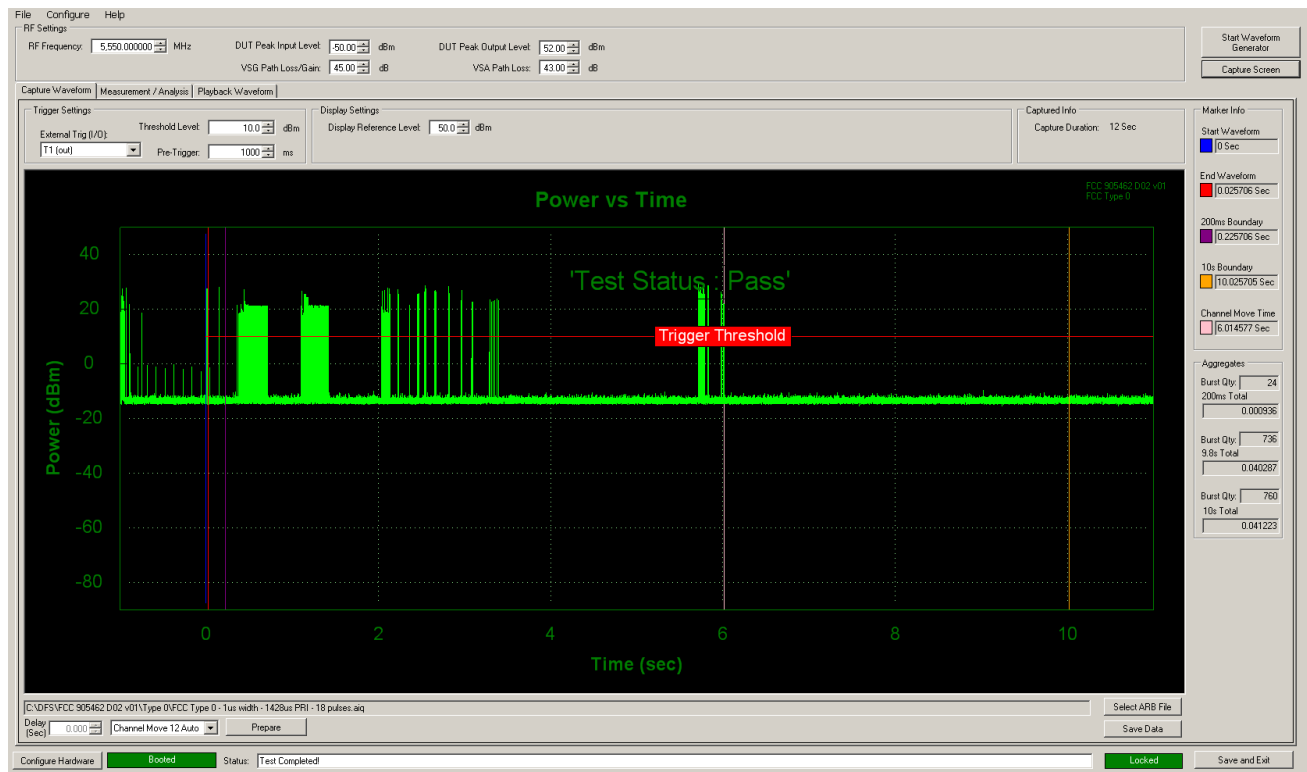 File Configure Help
RF Settings
RF Frequency: 5,550.000000 MHz DUT Peak Input Level: -50.00 dBm DUT Peak Output Level: 52.00 dBm
VSG Path Loss/Gain: 45.00 dB VSA Path Loss: 43.00 dB
Start Waveform
Generator
Capture Screen
Capture Waveform Measurement / Analysis Playback Waveform
Trigger Settings
Threshold Level: 10.0 dBm
External Trig (I/O):
T1 (out)
Pre-Trigger: 1000 ms
Display Settings
Display Reference Level: 50.0 dBm
Captured Info
Capture Duration: 12 Sec
Marker Info
Start Waveform
0 Sec
End Waveform
0.025706 Sec
200ms Boundary
0.225706 Sec
10s Boundary
10.025705 Sec
Channel Move Time
6.014577 Sec
Aggregates
Burst Qty: 24
200ms Total
0.000936
Burst Qty: 736
9.8s Total
0.040287
Burst Qty: 760
10s Total
0.041223
Power vs Time
FCC 905462 D02 v01
FCC Type:0
'Test Status : Pass'
Trigger Threshold
Power (dBm)
40
20
0
-20
-40
-60
-80
0 2 4 6 8 10
Time (sec)
C:\DFS\FCC 905462 D02 v01\Type 0\FCC Type 0 - 1us width - 1428us PRI - 18 pulses.aiq
Select ARB File
Delay
(Sec)
0.000
Channel Move 12 Auto
Prepare
Save Data
Configure Hardware Booted Status: Test Completed! Locked Save and Exit